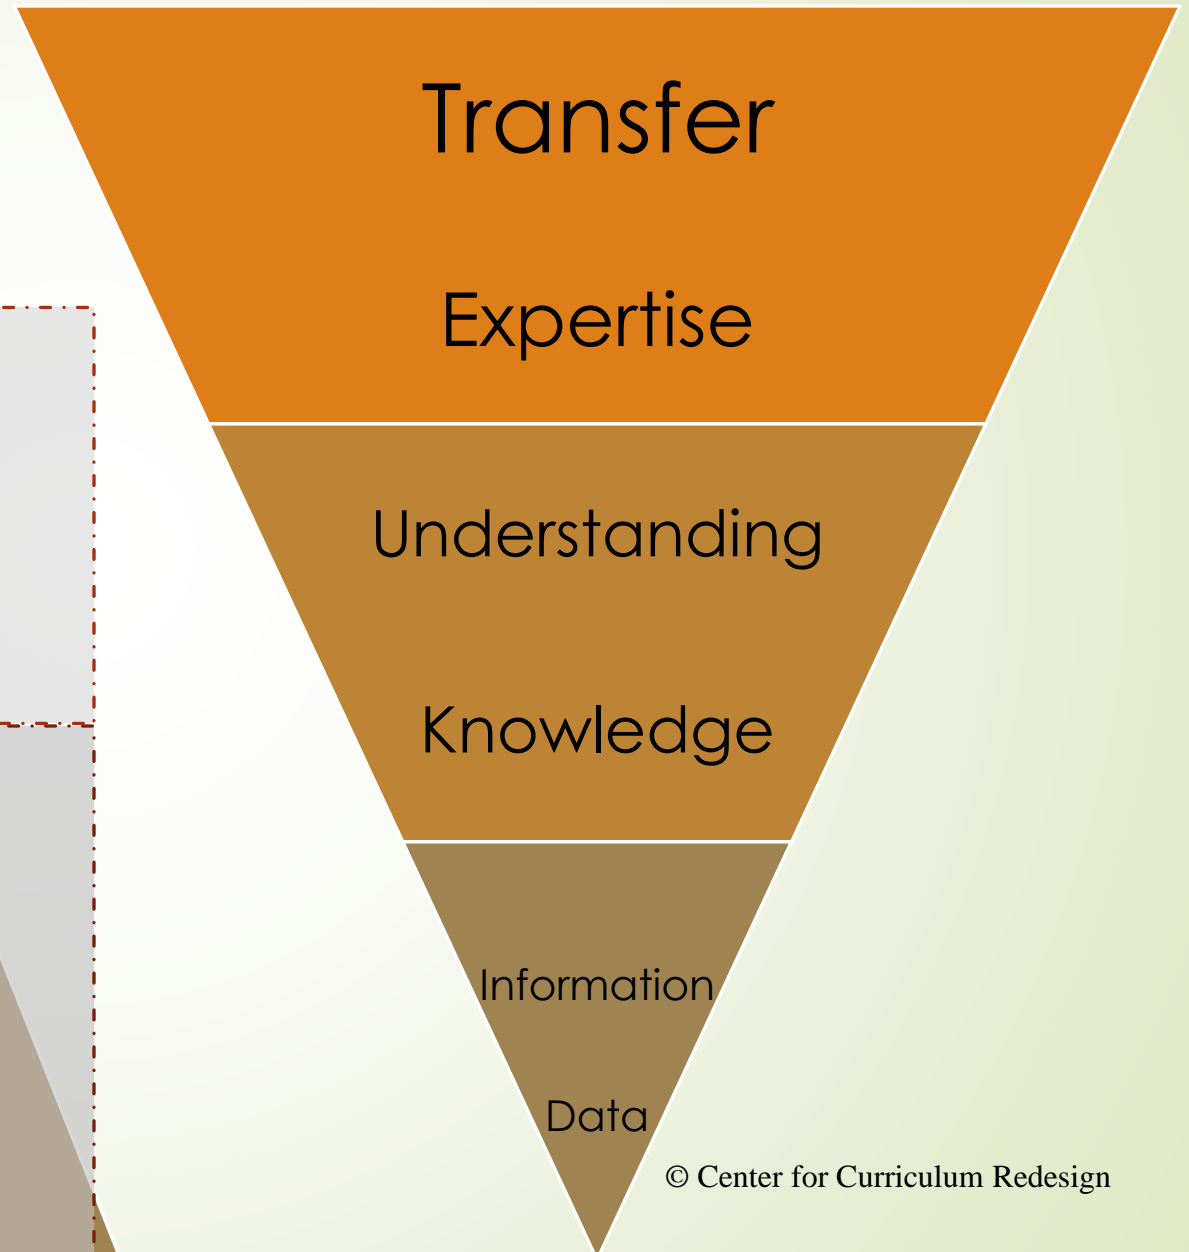 Transfer
Expertise
Understanding
Knowledge
Information
Data
© Center for Curriculum Redesign